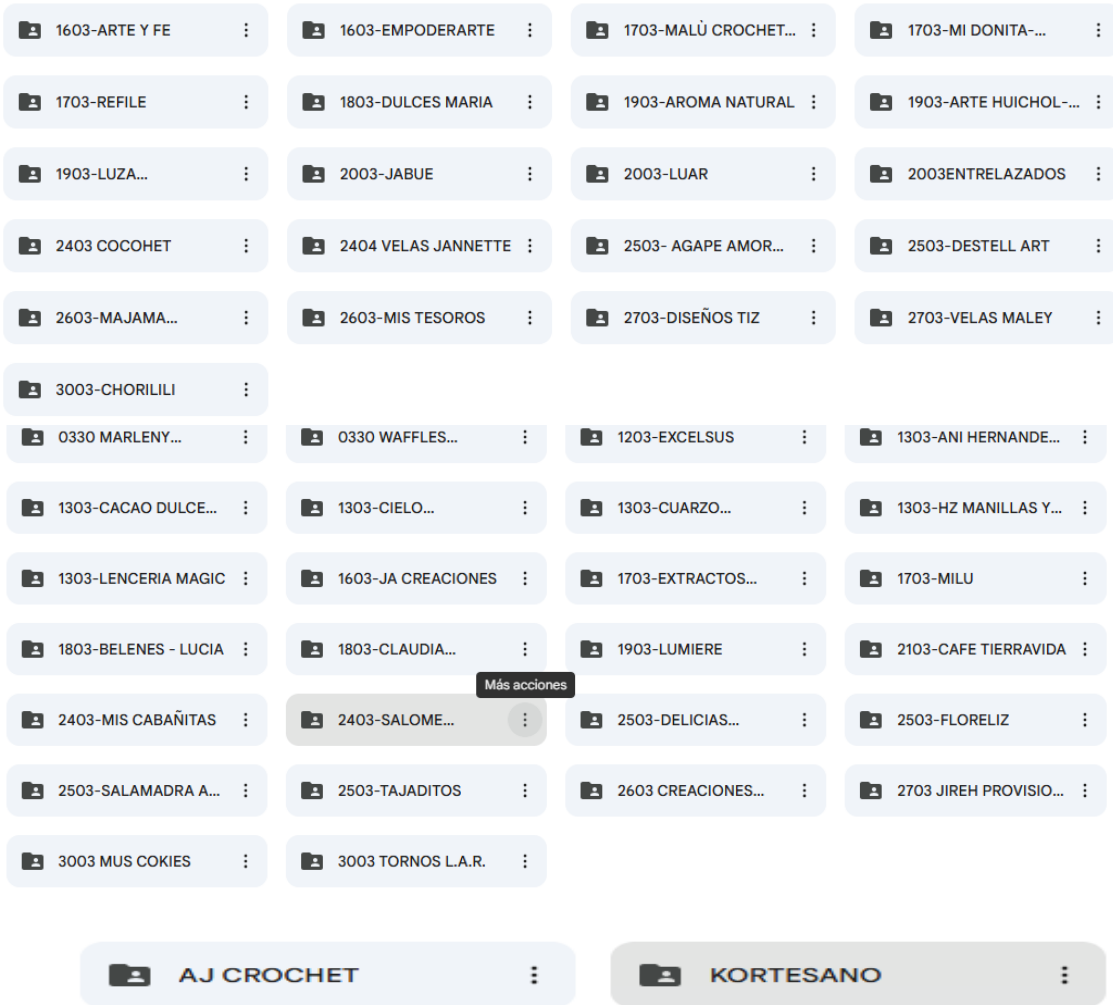 1603-ARTE Y FE
1603-EMPODERARTE
1703-MALÙ CROCHET...
1703-MI DONITA-...
1703-REFILE
1803-DULCES MARIA
1903-AROMA NATURAL
1903-ARTE HUICHOL-...
1903-LUZA...
2003-JABUE
2003-LUAR
2003ENTRELAZADOS
2403 COCOHET
2404 VELAS JANNETTE
2503- AGAPE AMOR...
2503-DESTELL ART
2603-MAJAMA...
2603-MIS TESOROS
2703-DISEÑOS TIZ
2703-VELAS MALEY
3003-CHORILILI
0330 MARLENY...
0330 WAFFLES...
1203-EXCELSUS
1303-ANI HERNANDE...
1303-CACAO DULCE...
1303-CIELO...
1303-CUARZO...
1303-HZ MANILLAS Y...
1303-LENCERIA MAGIC
1603-JA CREACIONES
1703-EXTRACTOS...
1703-MILU
1803-BELENES - LUCIA
1803-CLAUDIA...
1903-LUMIERE
2103-CAFE TIERRAVIDA
Más acciones
2403-MIS CABAÑITAS
2403-SALOME...
2503-DELICIAS...
2503-FLORELIZ
2503-SALAMADRA A...
2503-TAJADITOS
2603 CREACIONES...
2703 JIREH PROVISIO...
3003 MUS COKIES
3003 TORNOS L.A.R.
AJ CROCHET
KORTESANO